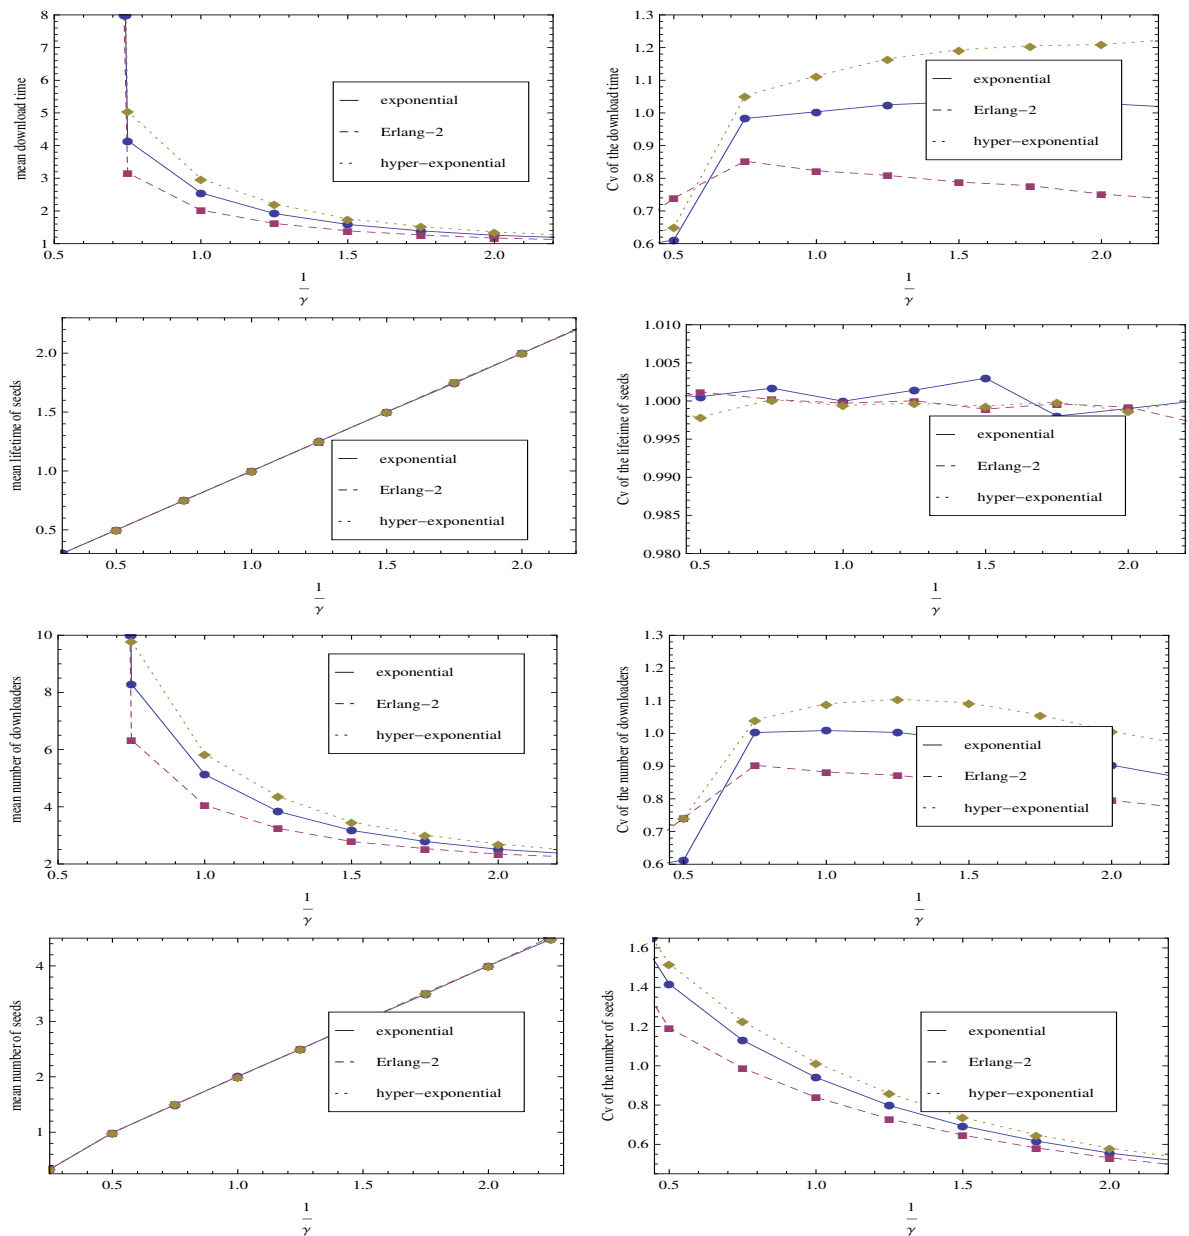 mean download time
8
7
6
5
4
3
2
1
0.5
1.0
1.5
2.0
1
γ
exponential
Erlang−2
hyper−exponential
Cv of the download time
1.3
1.2
1.1
1.0
0.9
0.8
0.7
0.6
0.5
1.0
1.5
2.0
1
γ
exponential
Erlang−2
hyper−exponential
mean lifetime of seeds
2.0
1.5
1.0
0.5
0.5
1.0
1.5
2.0
1
γ
exponential
Erlang−2
hyper−exponential
Cv of the lifetime of seeds
1.010
1.005
1.000
0.995
0.990
0.985
0.980
0.5
1.0
1.5
2.0
1
γ
exponential
Erlang−2
hyper−exponential
mean number of downloaders
10
8
6
4
2
0.5
1.0
1.5
2.0
1
γ
exponential
Erlang−2
hyper−exponential
Cv of the number of downloaders
1.3
1.2
1.1
1.0
0.9
0.8
0.7
0.6
0.5
1.0
1.5
2.0
1
γ
exponential
Erlang−2
hyper−exponential
mean number of seeds
4
3
2
1
0.5
1.0
1.5
2.0
1
γ
exponential
Erlang−2
hyper−exponential
Cv of the number of seeds
1.6
1.4
1.2
1.0
0.8
0.6
0.5
1.0
1.5
2.0
1
γ
exponential
Erlang−2
hyper−exponential